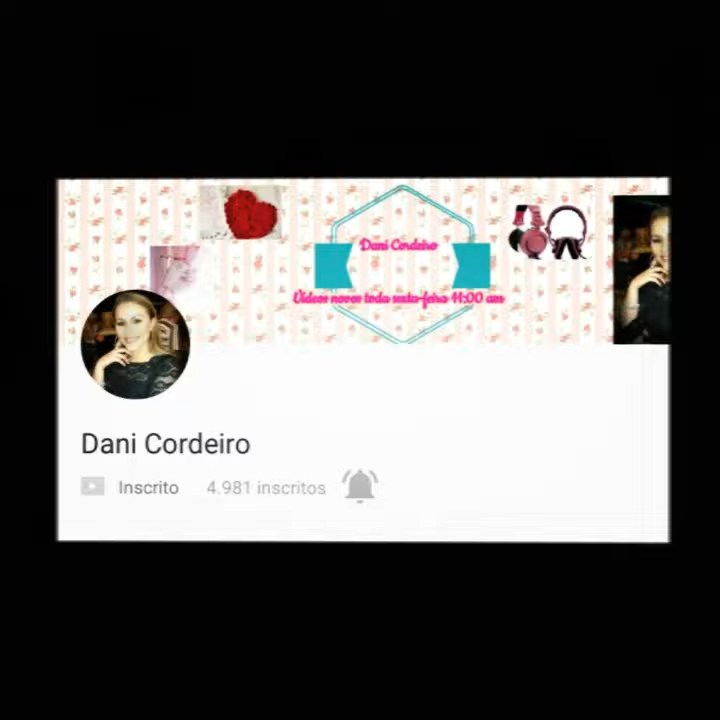 Dani Cordeiro
Vídeos novos toda sexta-feira 11:00 am
Dani Cordeiro
Inscrito 4.981 inscritos